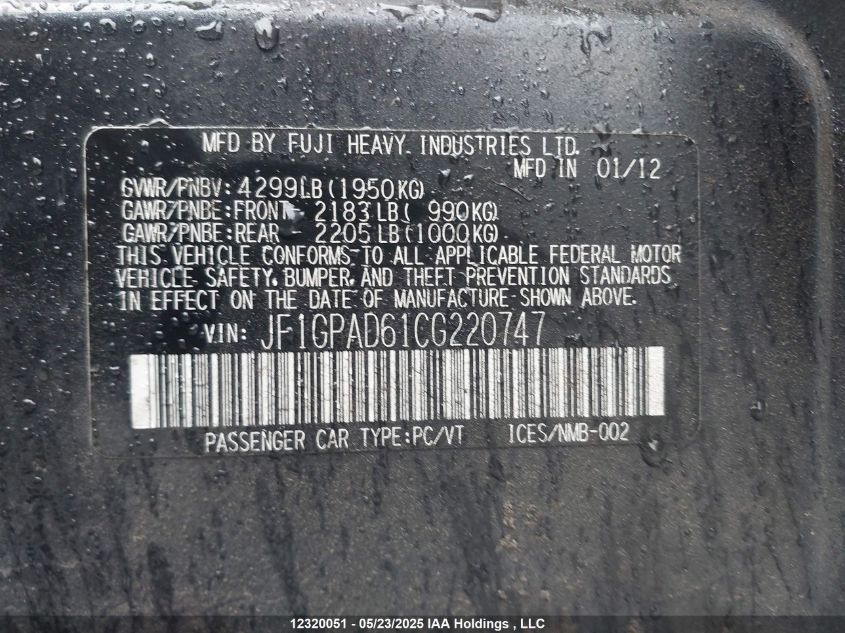 MFD BY FUJI HEAVY INDUSTRIES LTD.
MFD IN 01/12
GVWR/PNBV: 4299LB (1950KG)
GAWR/PNBE: FRONT- 2183 LB ( 990KG)
GAWR/PNBE: REAR - 2205 LB (1000KG)
THIS VEHICLE CONFORMS TO ALL APPLICABLE FEDERAL MOTOR
VEHICLE SAFETY, BUMPER, AND THEFT PREVENTION STANDARDS
IN EFFECT ON THE DATE OF MANUFACTURE SHOWN ABOVE.
VIN: JF1GPAD61CG220747
PASSENGER CAR TYPE:PC/VT ICES/NMB-002
12320051 - 05/23/2025 IAA Holdings , LLC